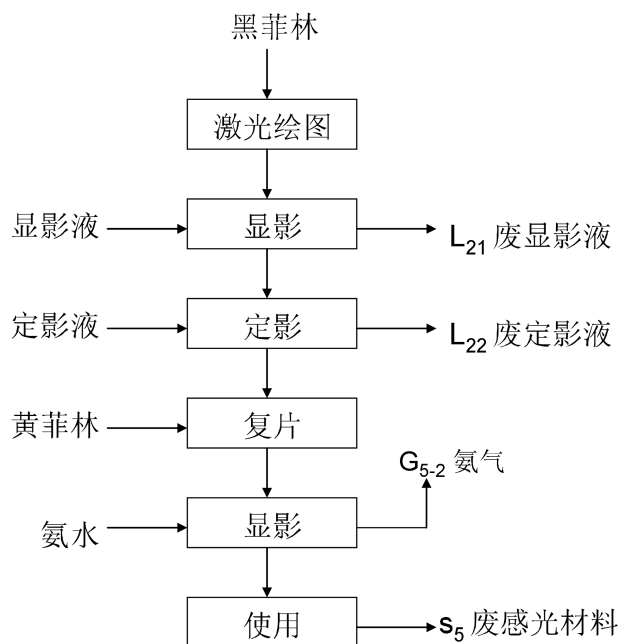 黑菲林
激光绘图
显影液
显影
L21 废显影液
定影液
定影
L22 废定影液
黄菲林
复片
G5-2 氨气
氨水
显影
使用
s5 废感光材料